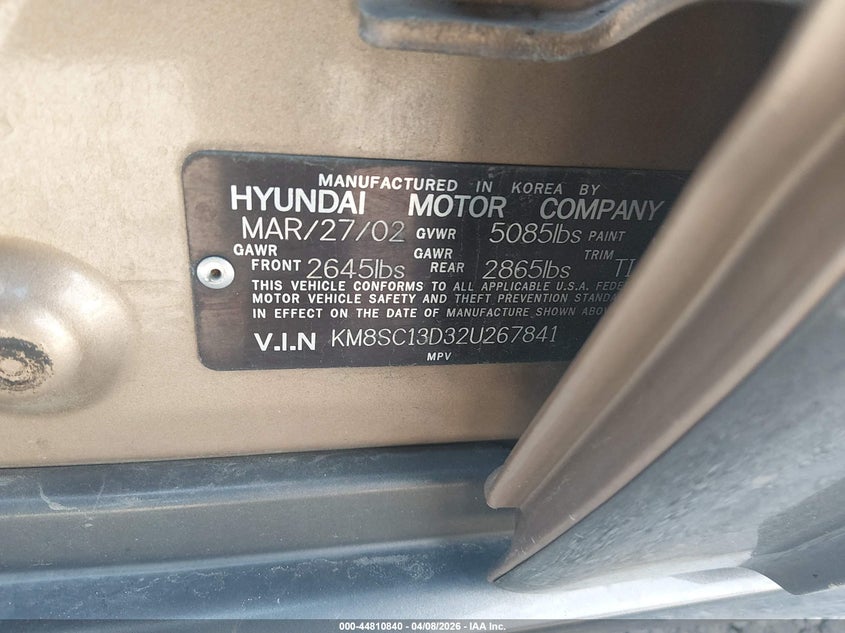 MANUFACTURED IN KOREA BY
HYUNDAI MOTOR COMPANY
MAR/27/02 GVWR 5085lbs PAINT
GAWR FRONT 2645lbs GAWR REAR 2865lbs TRIM TI
THIS VEHICLE CONFORMS TO ALL APPLICABLE U.S.A.
MOTOR VEHICLE SAFETY AND THEFT PREVENTION
IN EFFECT ON THE DATE OF MANUFACTURE SHOWN ABOVE
V.I.N KM8SC13D32U267841
MPV
000-44810840 - 04/08/2026 - IAA Inc.